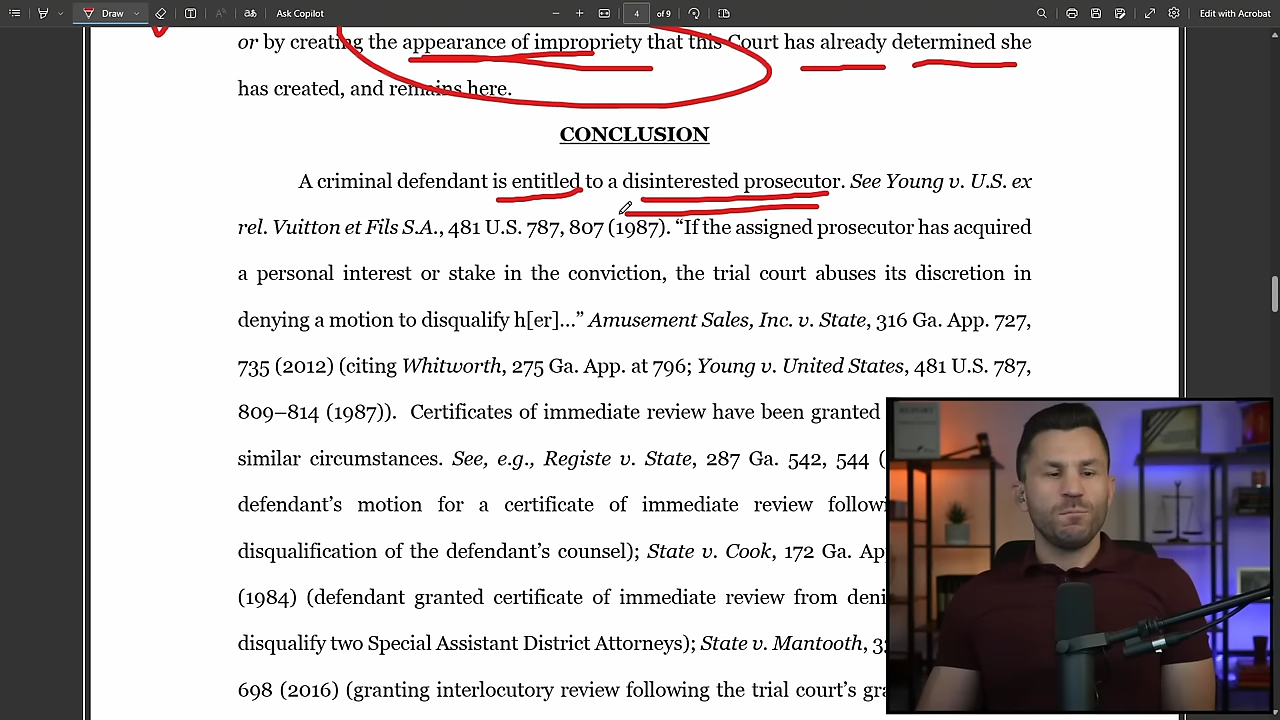 Draw
Ask Copilot
4
of 9
Edit with Acrobat
or by creating the appearance of impropriety that this Court has already determined she
has created, and remains here.
CONCLUSION
A criminal defendant is entitled to a disinterested prosecutor. See Young v. U.S. ex
rel. Vuitton et Fils S.A., 481 U.S. 787, 807 (1987). “If the assigned prosecutor has acquired
a personal interest or stake in the conviction, the trial court abuses its discretion in
denying a motion to disqualify h[er]…” Amusement Sales, Inc. v. State, 316 Ga. App. 727,
735 (2012) (citing Whitworth, 275 Ga. App. at 796; Young v. United States, 481 U.S. 787,
809–814 (1987)). Certificates of immediate review have been granted
similar circumstances. See, e.g., Registe v. State, 287 Ga. 542, 544 (
defendant’s motion for a certificate of immediate review
disqualification of the defendant’s counsel); State v. Cook, 172 Ga.
(1984) (defendant granted certificate of immediate review from
disqualify two Special Assistant District Attorneys); State v. Mantooth,
698 (2016) (granting interlocutory review following the trial court’s